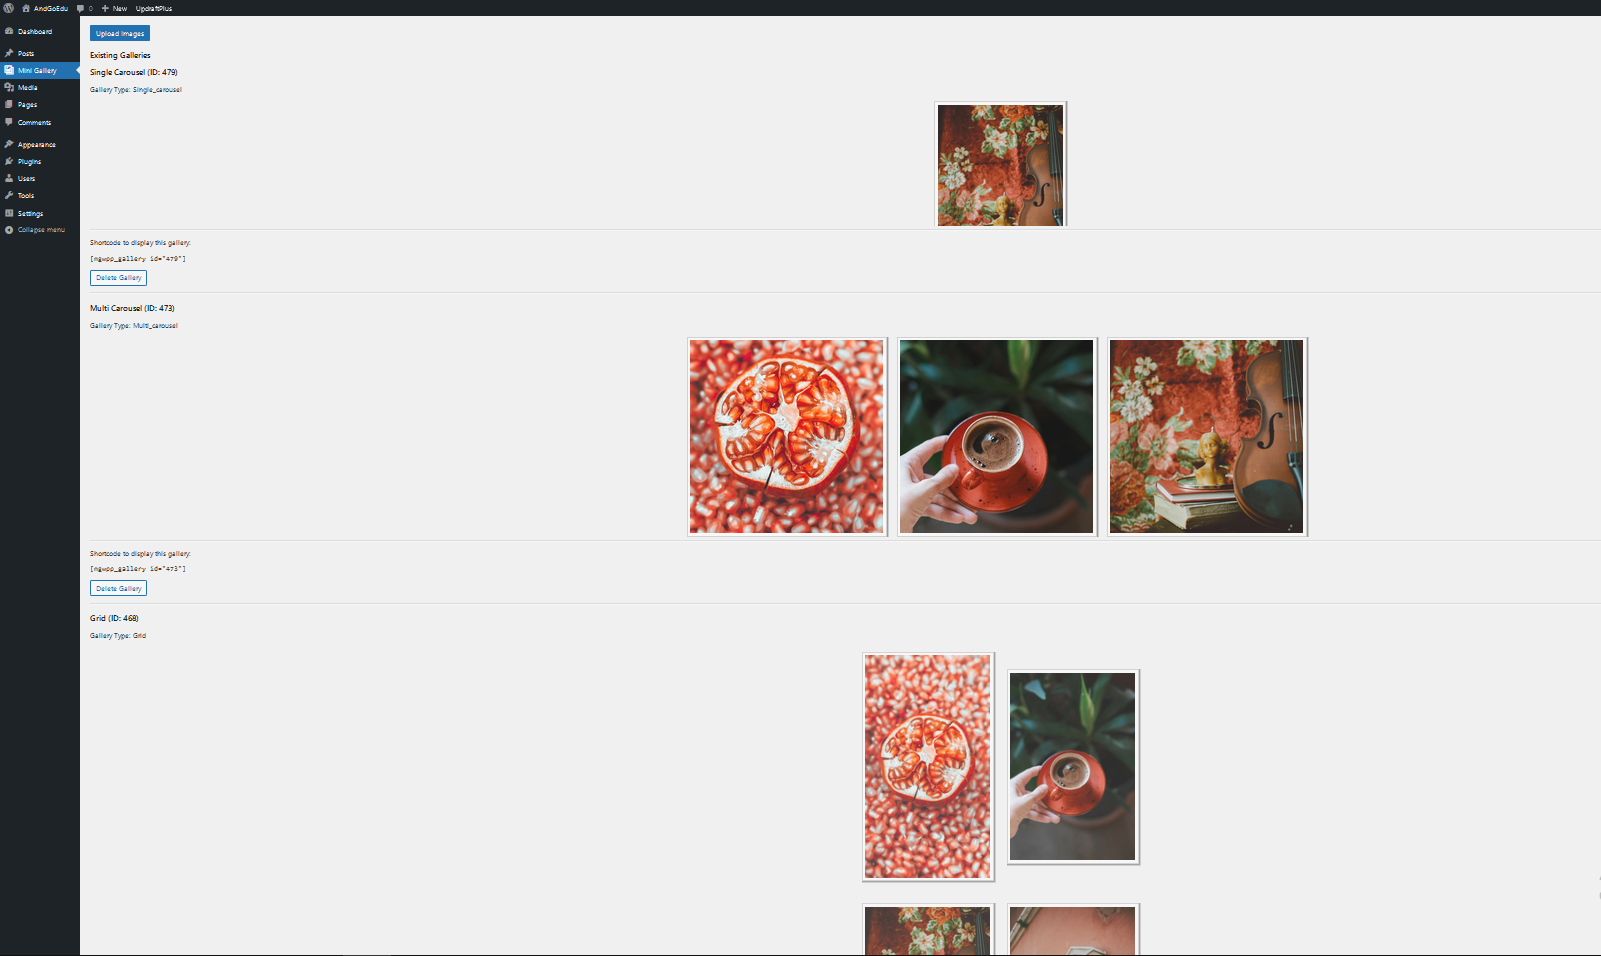 AndGoEdu 0 New UpdraftPlus
Dashboard
Posts
Mini Gallery
Media
Pages
Comments
Appearance
Plugins
Users
Tools
Settings
Collapse menu
Upload Images
Existing Galleries
Single Carousel (ID: 479)
Gallery Type: Single_carousel
Shortcode to display this gallery:
[mgwpp_gallery id="479"]
Delete Gallery
Multi Carousel (ID: 473)
Gallery Type: Multi_carousel
Shortcode to display this gallery:
[mgwpp_gallery id="473"]
Delete Gallery
Grid (ID: 468)
Gallery Type: Grid